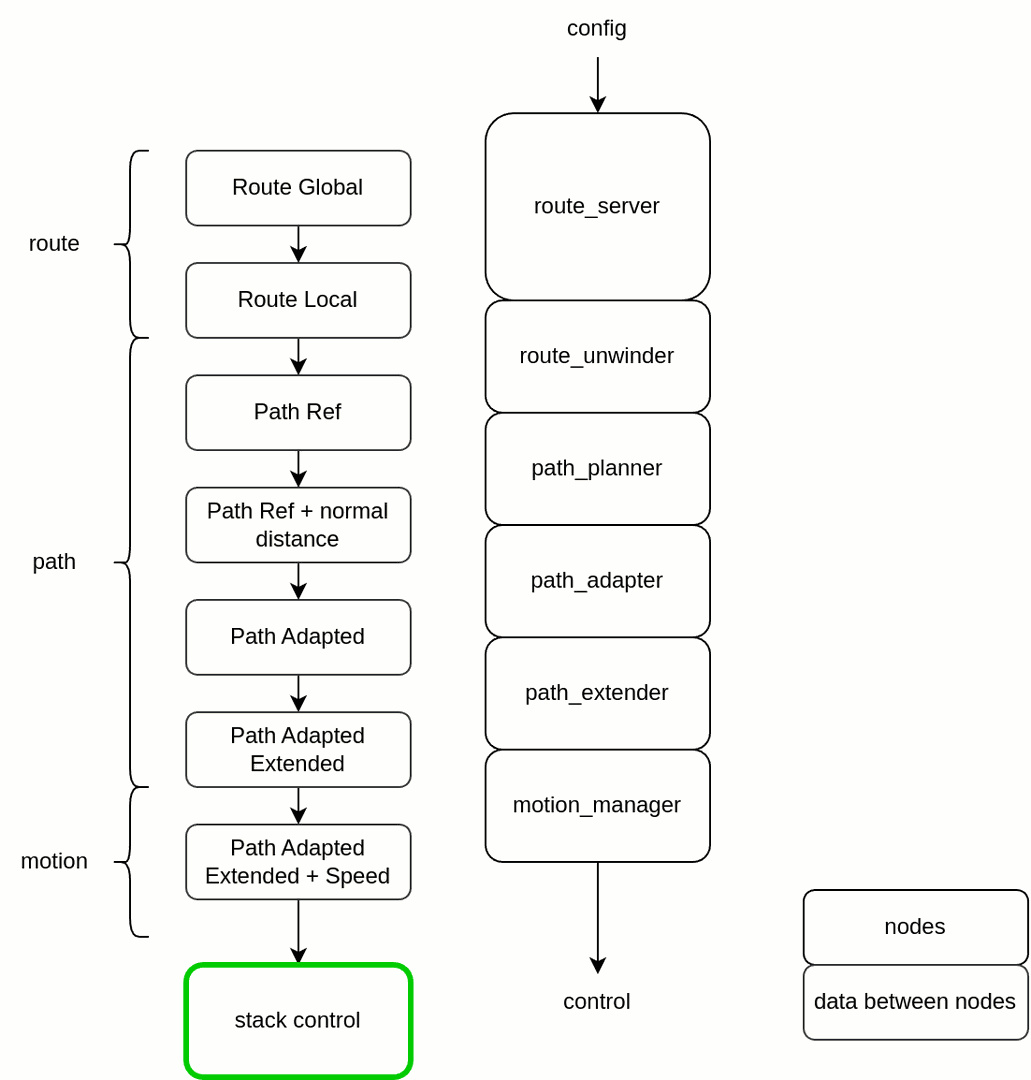 config
route
Route Global
Route Local
path
Path Ref
Path Ref + normal
distance
Path Adapted
Path Adapted
Extended
motion
Path Adapted
Extended + Speed
stack control
route_server
route_unwinder
path_planner
path_adapter
path_extender
motion_manager
control
nodes
data between nodes